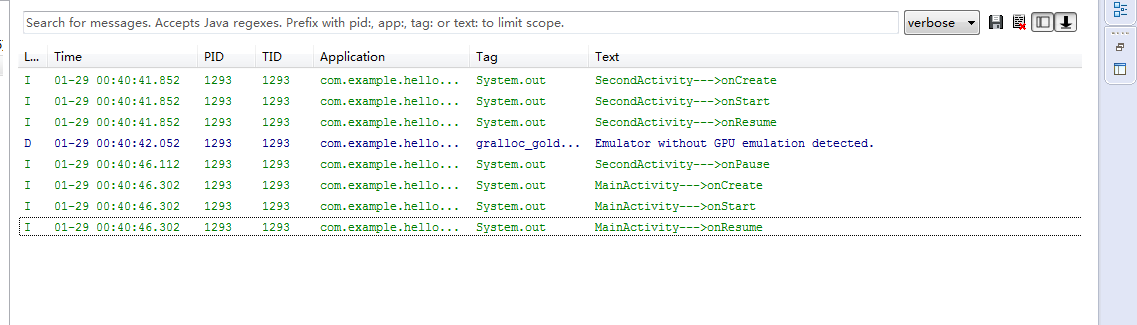 Search for messages. Accepts Java regexes. Prefix with pid:, app:, tag: or text: to limit scope.
verbose
L... Time PID TID Application Tag Text
I 01-29 00:40:41.852 1293 1293 com.example.hello... System.out SecondActivity--->onCreate
I 01-29 00:40:41.852 1293 1293 com.example.hello... System.out SecondActivity--->onStart
I 01-29 00:40:41.852 1293 1293 com.example.hello... System.out SecondActivity--->onResume
D 01-29 00:40:42.052 1293 1293 com.example.hello... gralloc_gold... Emulator without GPU emulation detected.
I 01-29 00:40:46.112 1293 1293 com.example.hello... System.out SecondActivity--->onPause
I 01-29 00:40:46.302 1293 1293 com.example.hello... System.out MainActivity--->onCreate
I 01-29 00:40:46.302 1293 1293 com.example.hello... System.out MainActivity--->onStart
I 01-29 00:40:46.302 1293 1293 com.example.hello... System.out MainActivity--->onResume